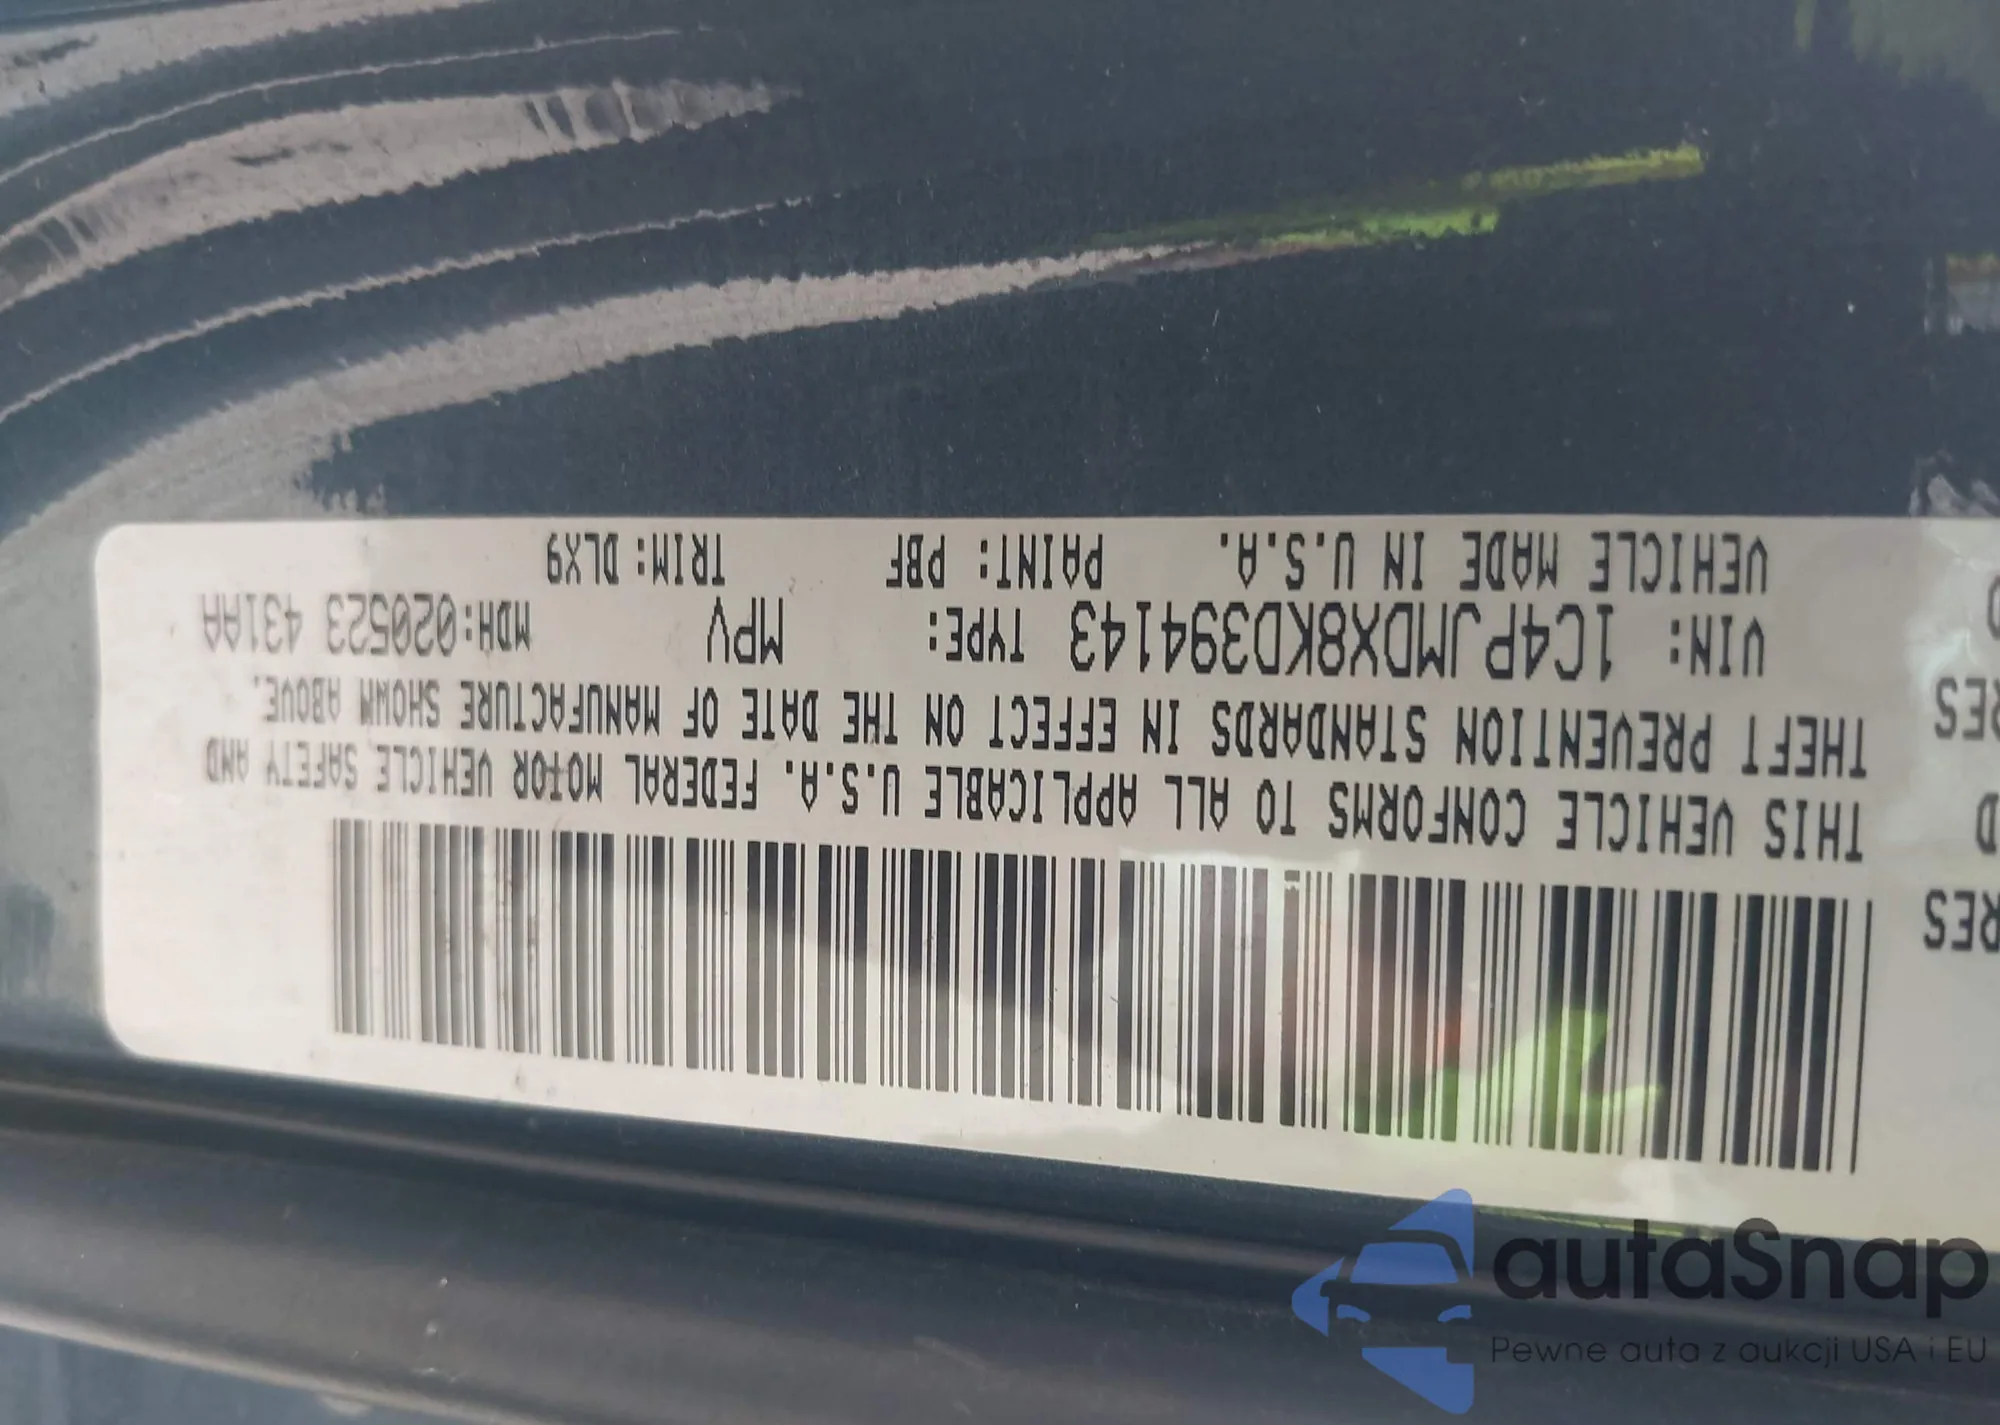 THIS VEHICLE CONFORMS TO ALL APPLICABLE U.S.A. FEDERAL MOTOR VEHICLE SAFETY AND
THEFT PREVENTION STANDARDS IN EFFECT ON THE DATE OF MANUFACTURE SHOWN ABOVE.
VIN: 1C4PJMDX8KD394143 TYPE: MPV MDH:020523 431AA
VEHICLE MADE IN U.S.A. PAINT: PBF TRIM: DLX9
RES
D
RES
D
autaSnap
Pewne auta z aukcji USA i EU